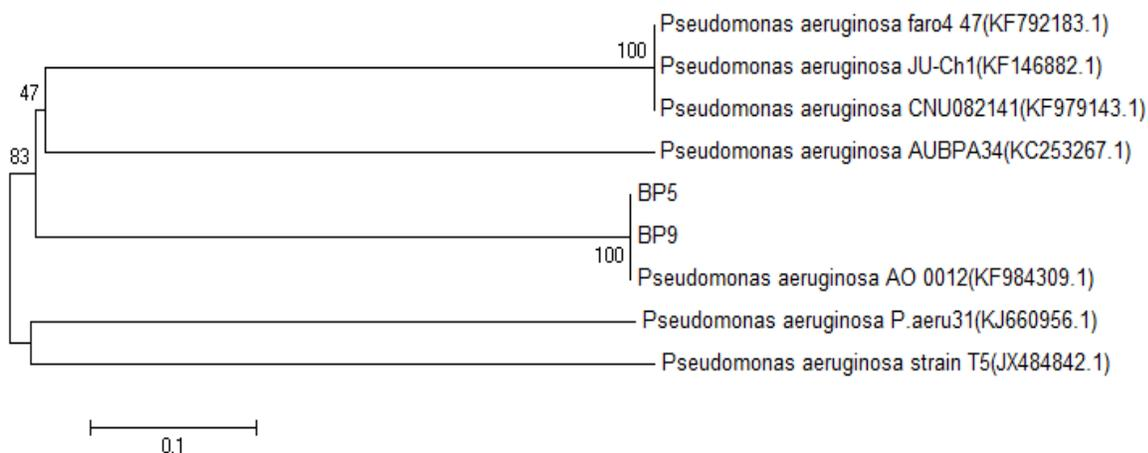 Pseudomonas aeruginosa faro4 47(KF792183.1)
100
Pseudomonas aeruginosa JU-Ch1(KF146882.1)
47
Pseudomonas aeruginosa CNU082141(KF979143.1)
83
Pseudomonas aeruginosa AUBPA34(KC253267.1)
BP5
BP9
100
Pseudomonas aeruginosa AO 0012(KF984309.1)
Pseudomonas aeruginosa P.aeru31(KJ660956.1)
Pseudomonas aeruginosa strain T5(JX484842.1)
0.1